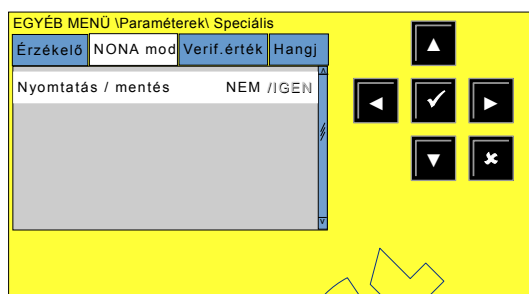 EGYÉB MENÜ \Paraméterek\ Speciális
Érzékelő NONA mod Verif.érték Hangj
Nyomtatás / mentés NEM /IGEN